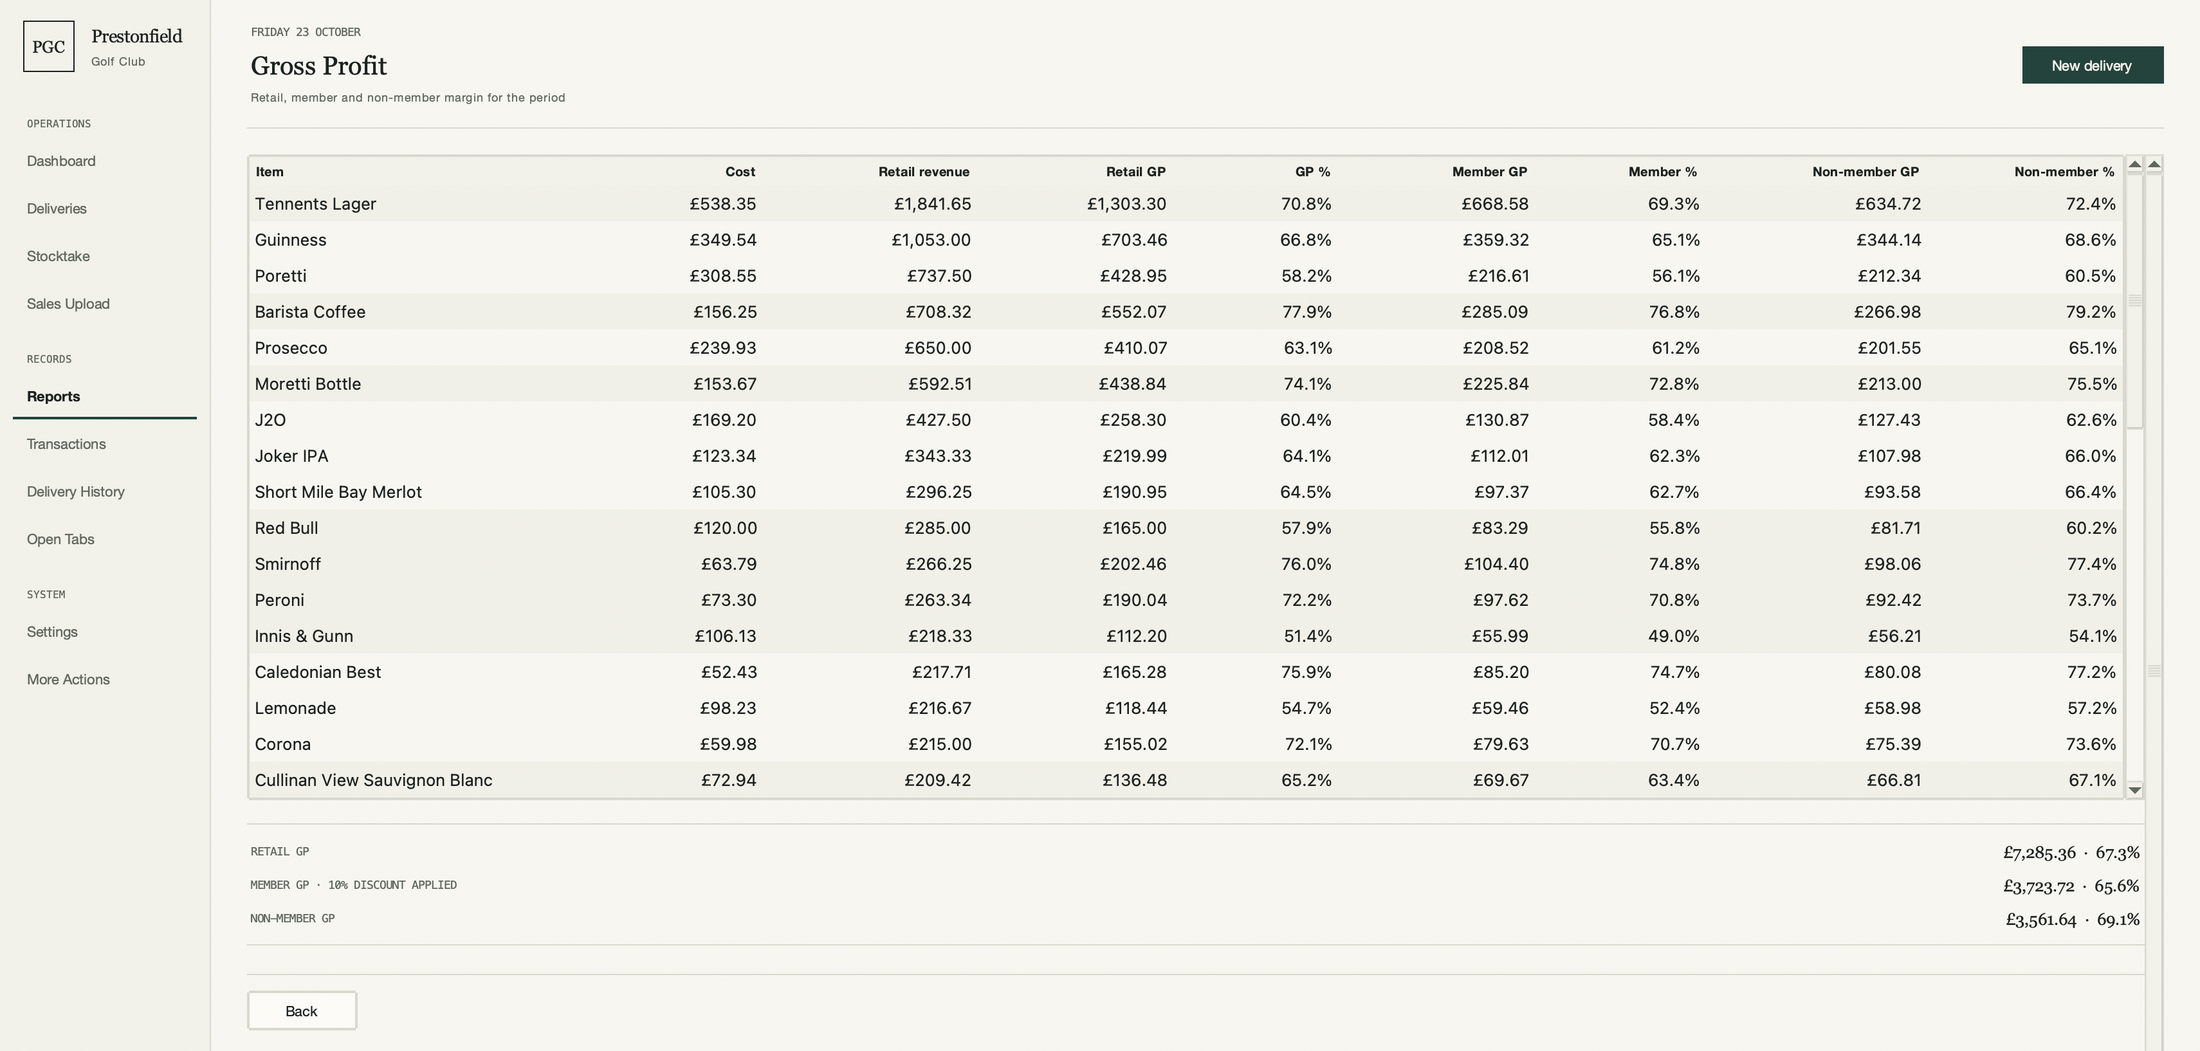 PGC
Prestonfield
Golf Club
OPERATIONS
Dashboard
Deliveries
Stocktake
Sales Upload
RECORDS
Reports
Transactions
Delivery History
Open Tabs
SYSTEM
Settings
More Actions
FRIDAY 23 OCTOBER
Gross Profit
Retail, member and non-member margin for the period
New delivery
Item Cost Retail revenue Retail GP GP % Member GP Member % Non-member GP Non-member %
Tennents Lager £538.35 £1,841.65 £1,303.30 70.8% £668.58 69.3% £634.72 72.4%
Guinness £349.54 £1,053.00 £703.46 66.8% £359.32 65.1% £344.14 68.6%
Poretti £308.55 £737.50 £428.95 58.2% £216.61 56.1% £212.34 60.5%
Barista Coffee £156.25 £708.32 £552.07 77.9% £285.09 76.8% £266.98 79.2%
Prosecco £239.93 £650.00 £410.07 63.1% £208.52 61.2% £201.55 65.1%
Moretti Bottle £153.67 £592.51 £438.84 74.1% £225.84 72.8% £213.00 75.5%
J2O £169.20 £427.50 £258.30 60.4% £130.87 58.4% £127.43 62.6%
Joker IPA £123.34 £343.33 £219.99 64.1% £112.01 62.3% £107.98 66.0%
Short Mile Bay Merlot £105.30 £296.25 £190.95 64.5% £97.37 62.7% £93.58 66.4%
Red Bull £120.00 £285.00 £165.00 57.9% £83.29 55.8% £81.71 60.2%
Smirnoff £63.79 £266.25 £202.46 76.0% £104.40 74.8% £98.06 77.4%
Peroni £73.30 £263.34 £190.04 72.2% £97.62 70.8% £92.42 73.7%
Innis & Gunn £106.13 £218.33 £112.20 51.4% £55.99 49.0% £56.21 54.1%
Caledonian Best £52.43 £217.71 £165.28 75.9% £85.20 74.7% £80.08 77.2%
Lemonade £98.23 £216.67 £118.44 54.7% £59.46 52.4% £58.98 57.2%
Corona £59.98 £215.00 £155.02 72.1% £79.63 70.7% £75.39 73.6%
Cullinan View Sauvignon Blanc £72.94 £209.42 £136.48 65.2% £69.67 63.4% £66.81 67.1%
RETAIL GP £7,285.36 · 67.3%
MEMBER GP · 10% DISCOUNT APPLIED £3,723.72 · 65.6%
NON-MEMBER GP £3,561.64 · 69.1%
Back